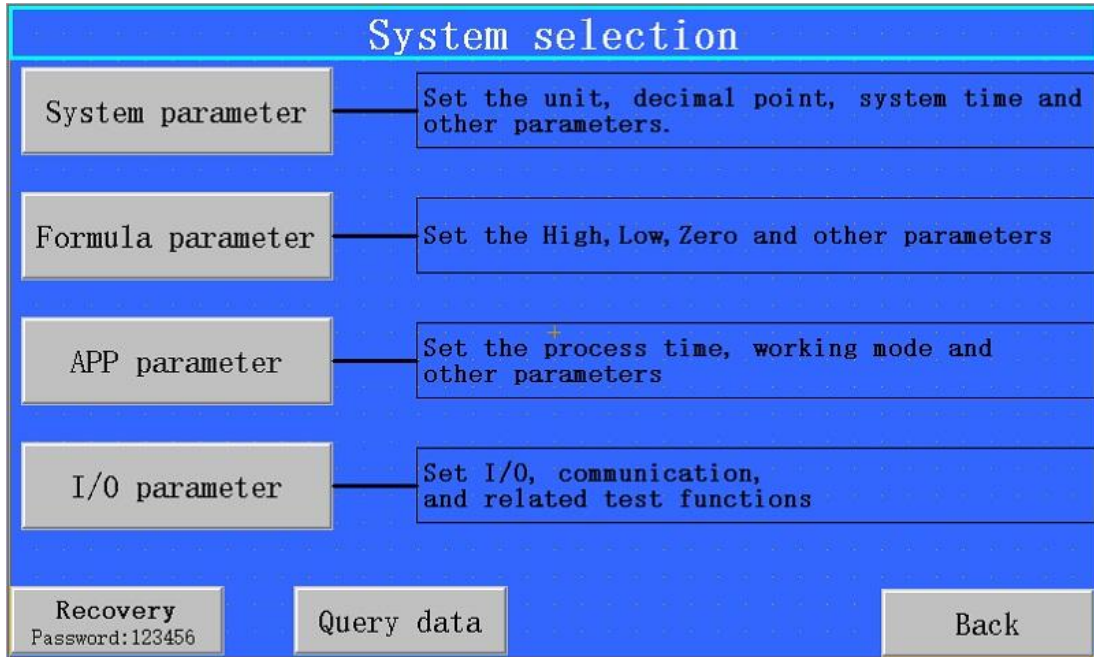 System selection
System parameter
Set the unit, decimal point, system time and
other parameters.
Formula parameter
Set the High,Low,Zero and other parameters
APP parameter
Set the process time, working mode and
other parameters
I/O parameter
Set I/O, communication,
and related test functions
Recovery
Password:123456
Query data
Back